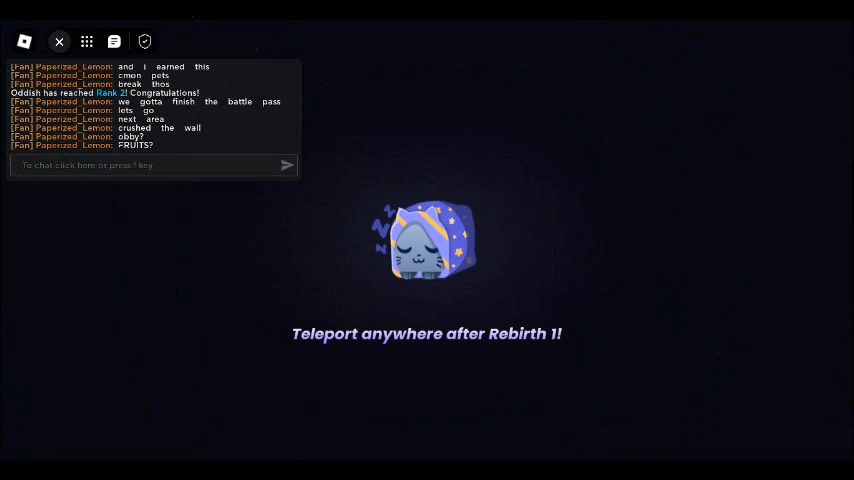 [Fan] Paperized_Lemon: and i earned this
[Fan] Paperized_Lemon: cmon pets
[Fan] Paperized_Lemon: break thos
Oddish has reached Rank 2! Congratulations!
[Fan] Paperized_Lemon: we gotta finish the battle pass
[Fan] Paperized_Lemon: lets go
[Fan] Paperized_Lemon: next area
[Fan] Paperized_Lemon: crushed the wall
[Fan] Paperized_Lemon: obby?
[Fan] Paperized_Lemon: FRUITS?
To chat click here or press ! key
z z z z
Teleport anywhere after Rebirth 1!